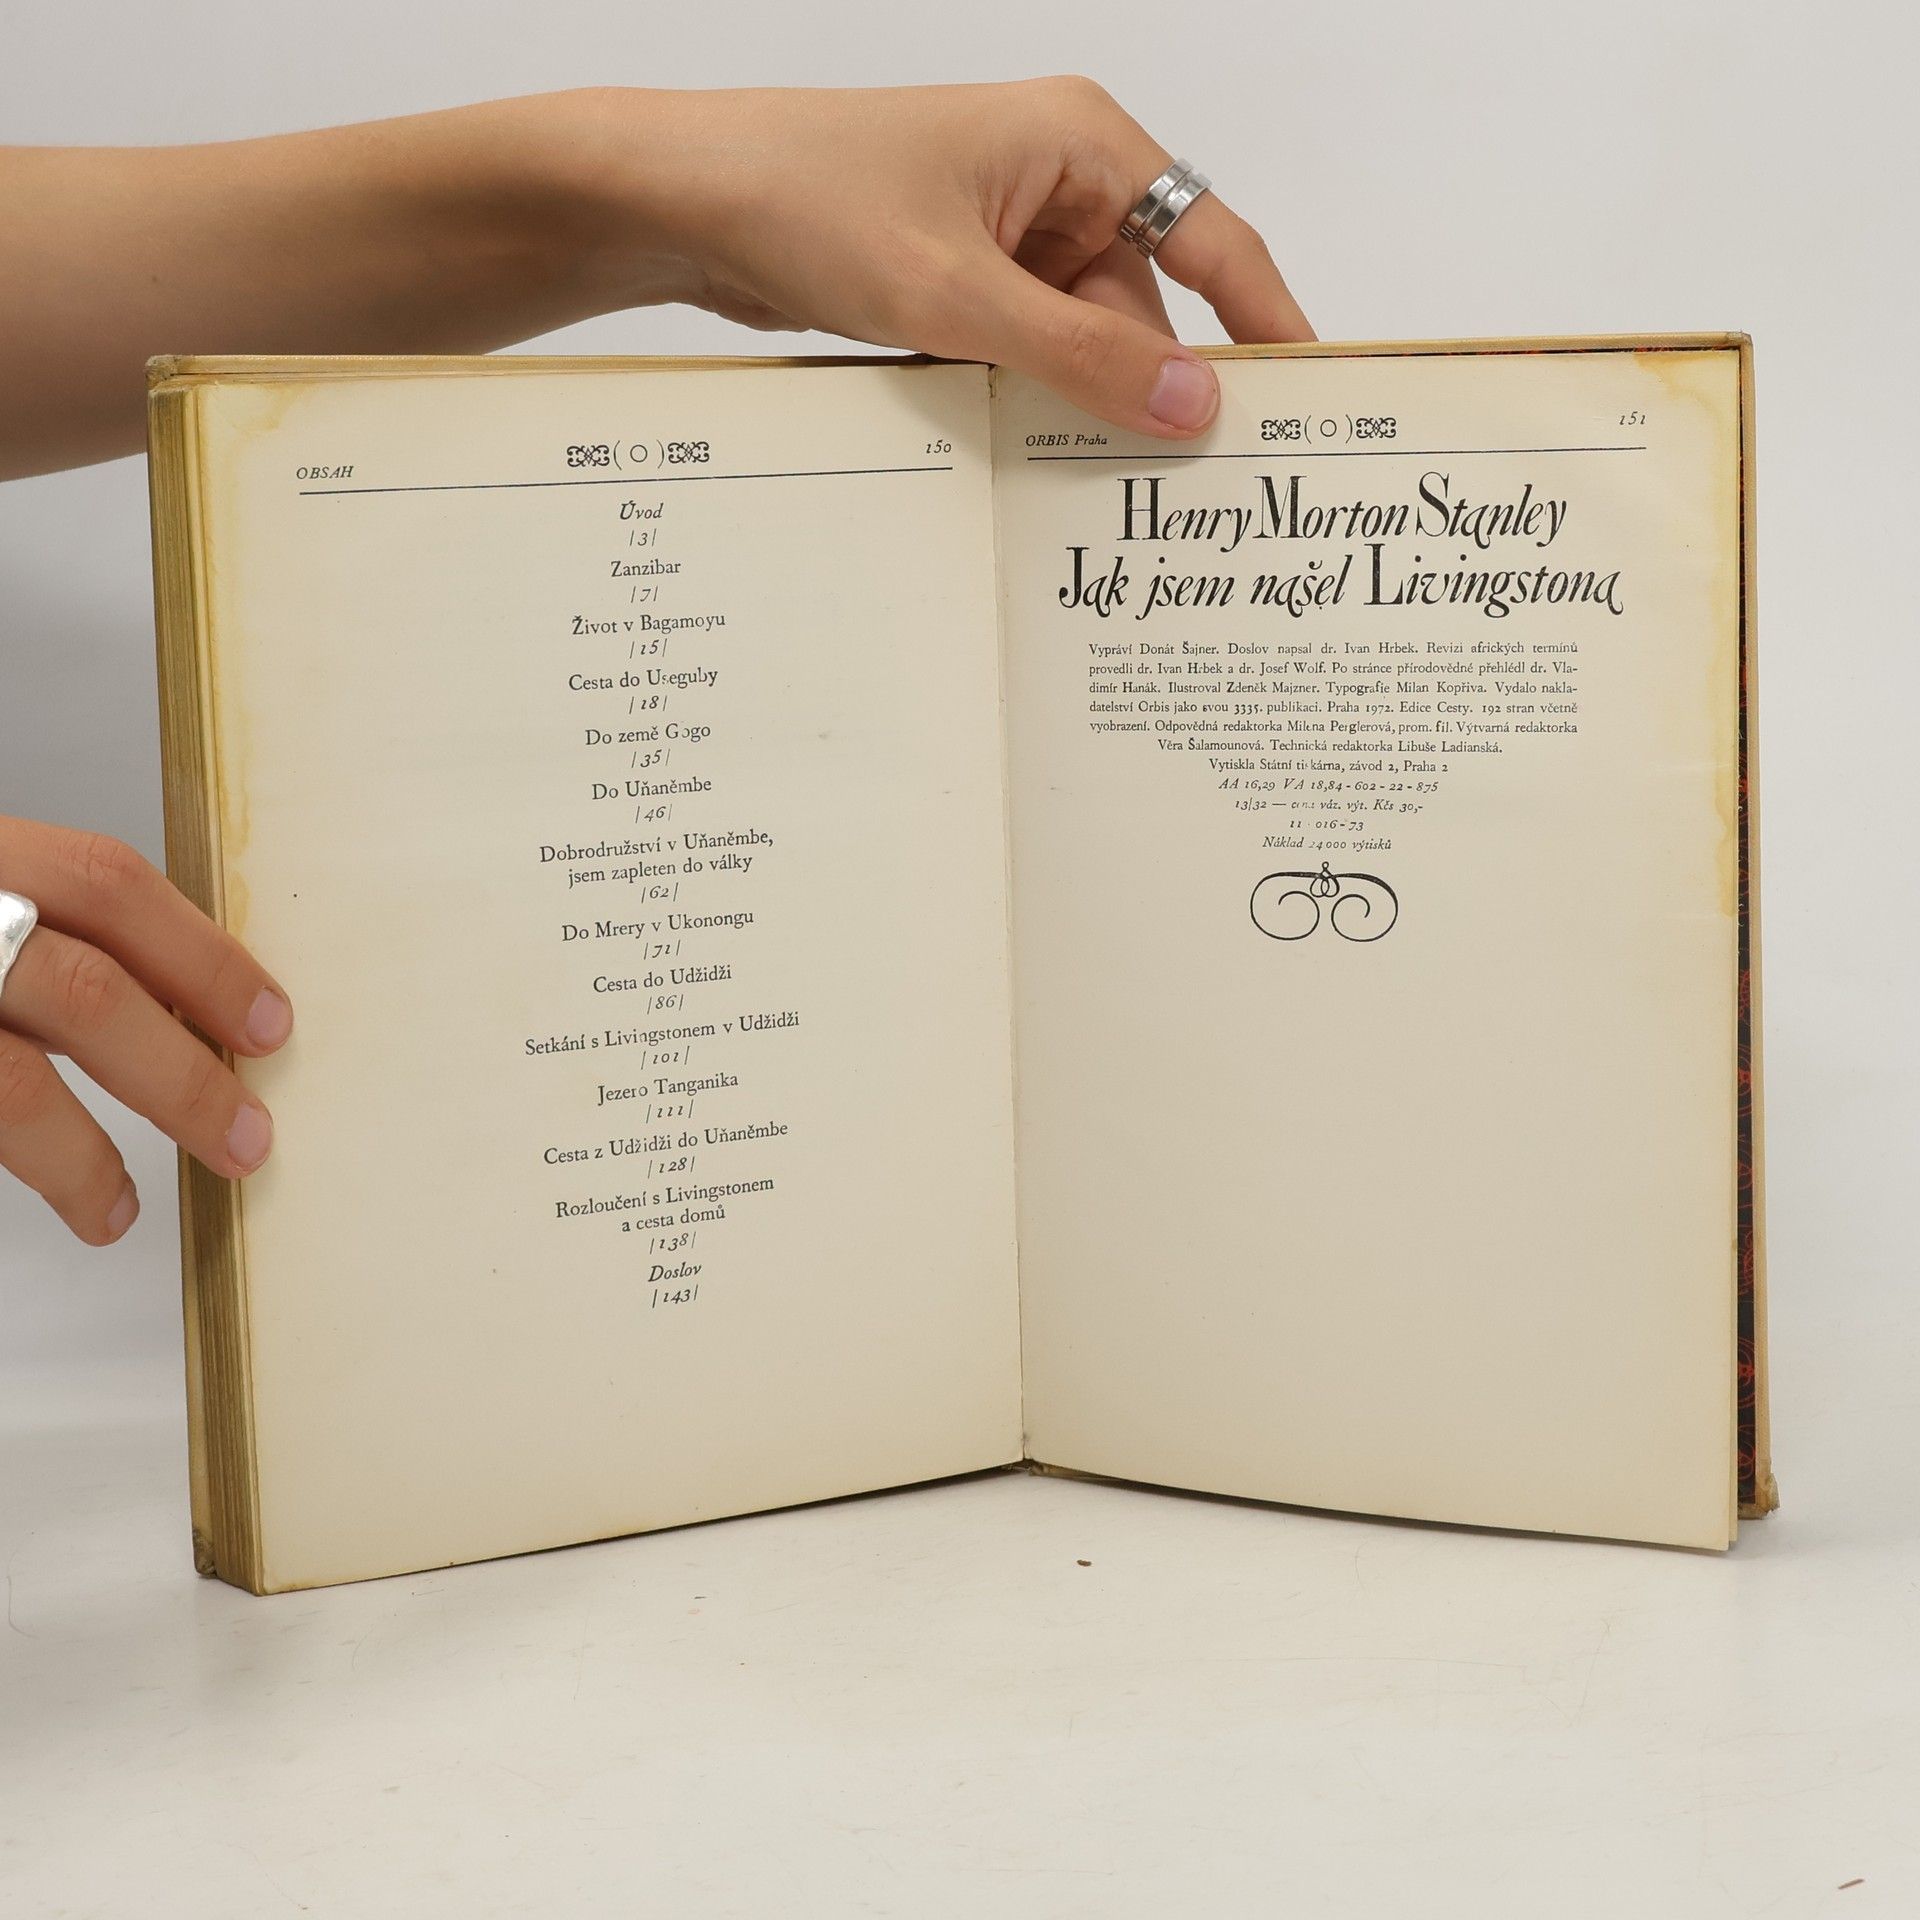 OBSAH 150
Úvod
|3|
Zanzibar
|7|
Život v Bagamoyu
|15|
Cesta do Useguby
|18|
Do země Gogo
|35|
Do Uňaněmbe
|46|
Dobrodružství v Uňaněmbe,
jsem zapleten do války
|62|
Do Mrery v Ukonongu
|71|
Cesta do Udžidži
|86|
Setkání s Livingstonem v Udžidži
|101|
Jezero Tanganika
|111|
Cesta z Udžidži do Uňaněmbe
|128|
Rozloučení s Livingstonem
a cesta domů
|138|
Doslov
|143|
ORBIS Praha 151
Henry Morton Stanley
Jak jsem našel Livingstona
Vypráví Donát Šajner. Doslov napsal dr. Ivan Hrbek. Revizi afrických termínů
provedli dr. Ivan Hrbek a dr. Josef Wolf. Po stránce přírodovědné přehlédl dr. Vla-
dimír Hanák. Ilustroval Zdeněk Majzner. Typografie Milan Kopřiva. Vydalo nakla-
datelství Orbis jako svou 3335. publikaci. Praha 1972. Edice Cesty. 192 stran včetně
vyobrazení. Odpovědná redaktorka Milena Perglerová, prom. fil. Výtvarná redaktorka
Věra Šalamounová. Technická redaktorka Libuše Ladianská.
Vytiskla Státní tiskárna, závod 2, Praha 2
AA 16,29 VA 18,84 - 602 - 22 - 875
13/32 — cena váz. výt. Kčs 30,-
11 - 016 - 73
Náklad 24 000 výtisků